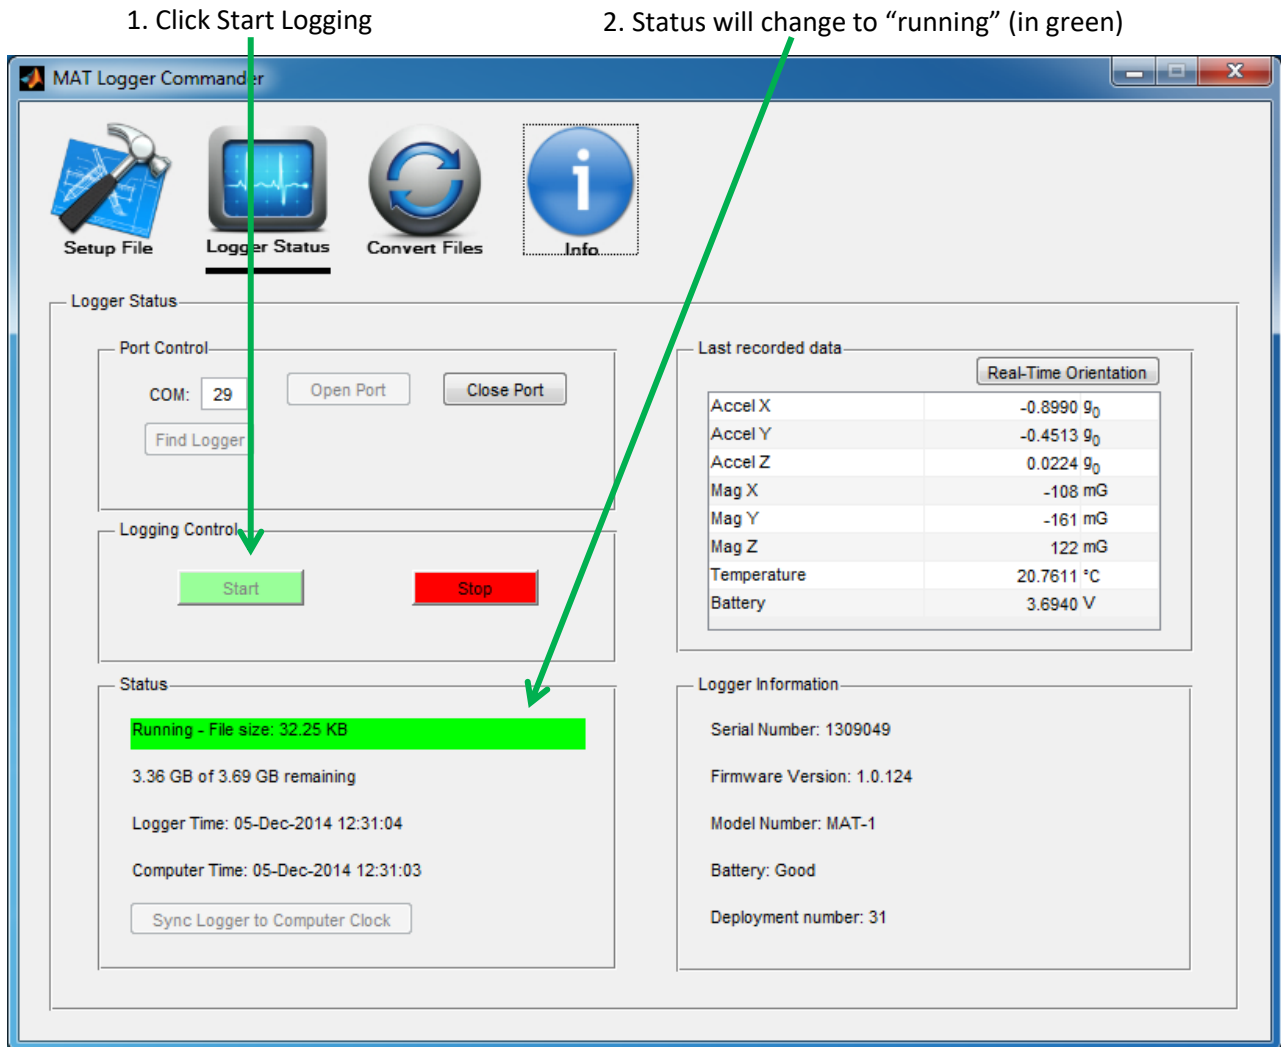 1. Click Start Logging
2. Status will change to “running” (in green)
MAT Logger Commander
Setup File
Logger Status
Convert Files
Info
Logger Status
Port Control
COM: 29
Open Port
Close Port
Find Logger
Logging Control
Start
Stop
Status
Running - File size: 32.25 KB
3.36 GB of 3.69 GB remaining
Logger Time: 05-Dec-2014 12:31:04
Computer Time: 05-Dec-2014 12:31:03
Sync Logger to Computer Clock
Last recorded data
Real-Time Orientation
Accel X -0.8990 g0
Accel Y -0.4513 g0
Accel Z 0.0224 g0
Mag X -108 mG
Mag Y -161 mG
Mag Z 122 mG
Temperature 20.7611 °C
Battery 3.6940 V
Logger Information
Serial Number: 1309049
Firmware Version: 1.0.124
Model Number: MAT-1
Battery: Good
Deployment number: 31